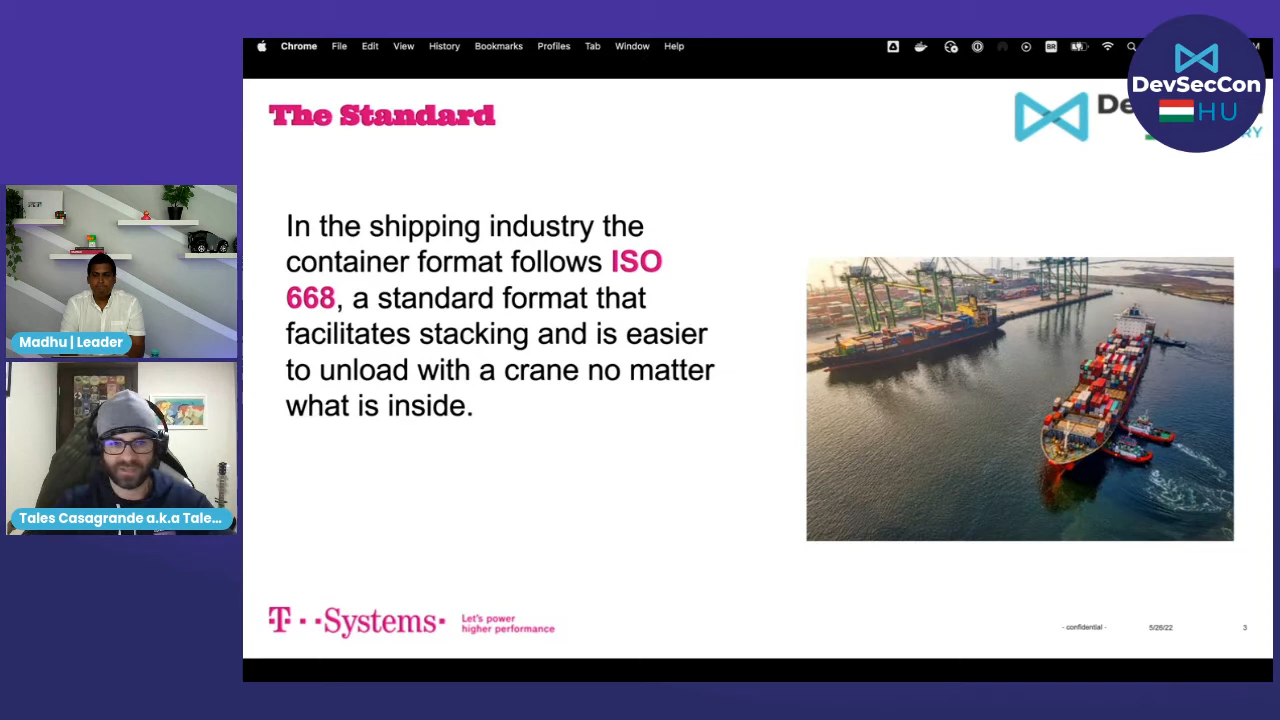 Chrome File Edit View History Bookmarks Profiles Tab Window Help
BR
DevSecCon
HU
The Standard
In the shipping industry the
container format follows ISO
668, a standard format that
facilitates stacking and is easier
to unload with a crane no matter
what is inside.
Madhu | Leader
Tales Casagrande a.k.a Tale...
T · · Systems · Let's power
higher performance
- confidential - 5/26/22 3